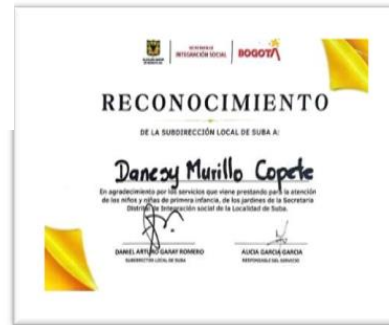 SECRETARÍA DE
INTEGRACIÓN SOCIAL
BOGOTÁ
RECONOCIMIENTO
DE LA SUBDIRECCIÓN LOCAL DE SUBA A:
Danesy Murillo Copete
En agradecimiento por los servicios que viene prestando para la atención
de los niños y niñas de primera infancia, de los jardines de la Secretaria
Distrital de Integración social de la Localidad de Suba.
DANIEL ARTURO GARAY ROMERO
SUBDIRECTOR LOCAL DE SUBA
ALICIA GARCIA GARCIA
RESPONSABLE DEL SERVICIO